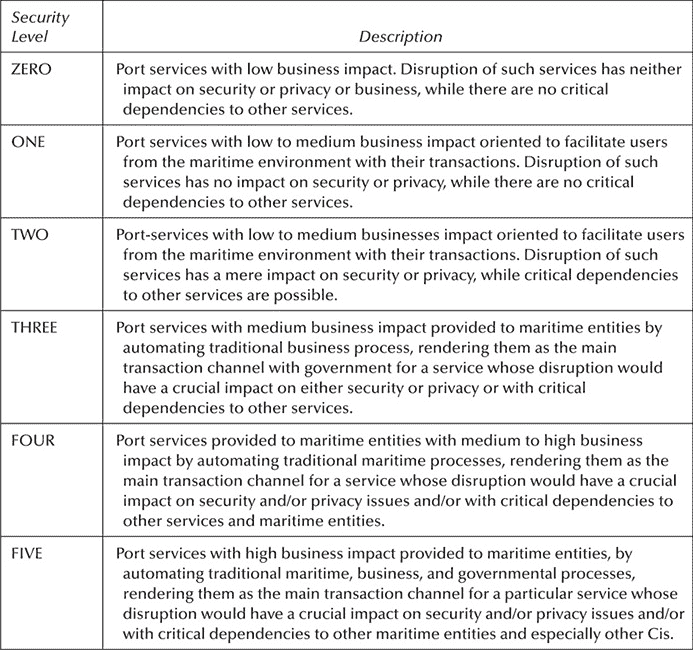 Security
Level
Description
ZERO
Port services with low business impact. Disruption of such services has neither
impact on security or privacy or business, while there are no critical
dependencies to other services.
ONE
Port services with low to medium business impact oriented to facilitate users
from the maritime environment with their transactions. Disruption of such
services has no impact on security or privacy, while there are no critical
dependencies to other services.
TWO
Port-services with low to medium businesses impact oriented to facilitate users
from the maritime environment with their transactions. Disruption of such
services has a mere impact on security or privacy, while critical dependencies
to other services are possible.
THREE
Port services with medium business impact provided to maritime entities by
automating traditional business process, rendering them as the main
transaction channel with government for a service whose disruption would
have a crucial impact on either security or privacy or with critical
dependencies to other services.
FOUR
Port services provided to maritime entities with medium to high business
impact by automating traditional maritime processes, rendering them as the
main transaction channel for a service whose disruption would have a crucial
impact on security and/or privacy issues and/or with critical dependencies to
other services and maritime entities.
FIVE
Port services with high business impact provided to maritime entities, by
automating traditional maritime, business, and governmental processes,
rendering them as the main transaction channel for a particular service whose
disruption would have a crucial impact on security and/or privacy issues and/or
with critical dependencies to other maritime entities and especially other Cis.